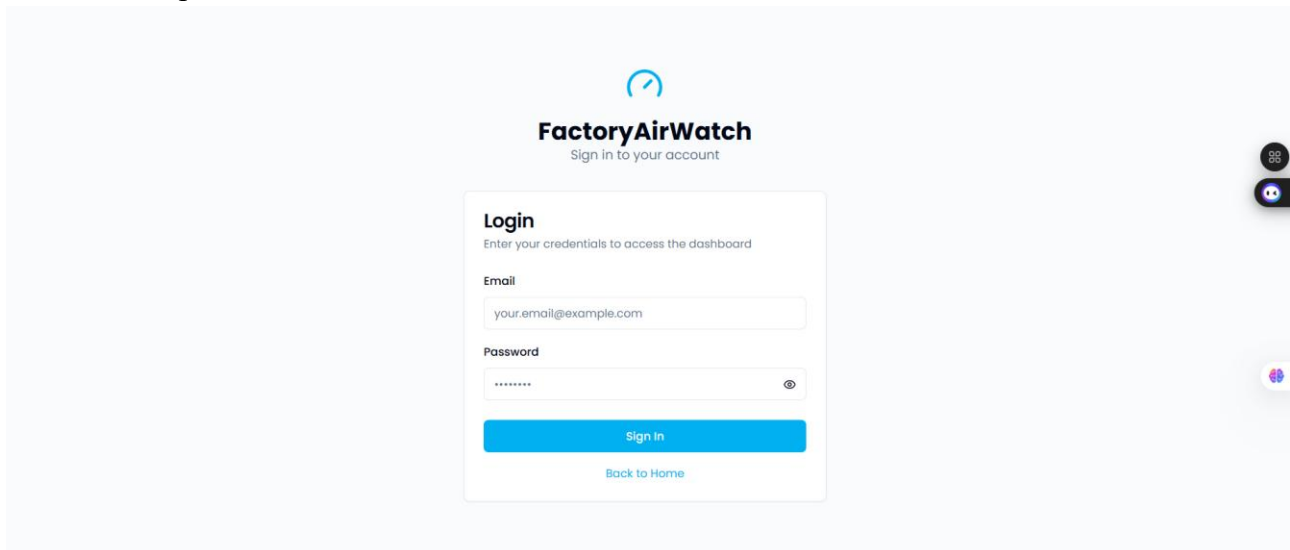 FactoryAirWatch
Sign in to your account
Login
Enter your credentials to access the dashboard
Email
your.email@example.com
Password
••••••••
Sign In
Back to Home